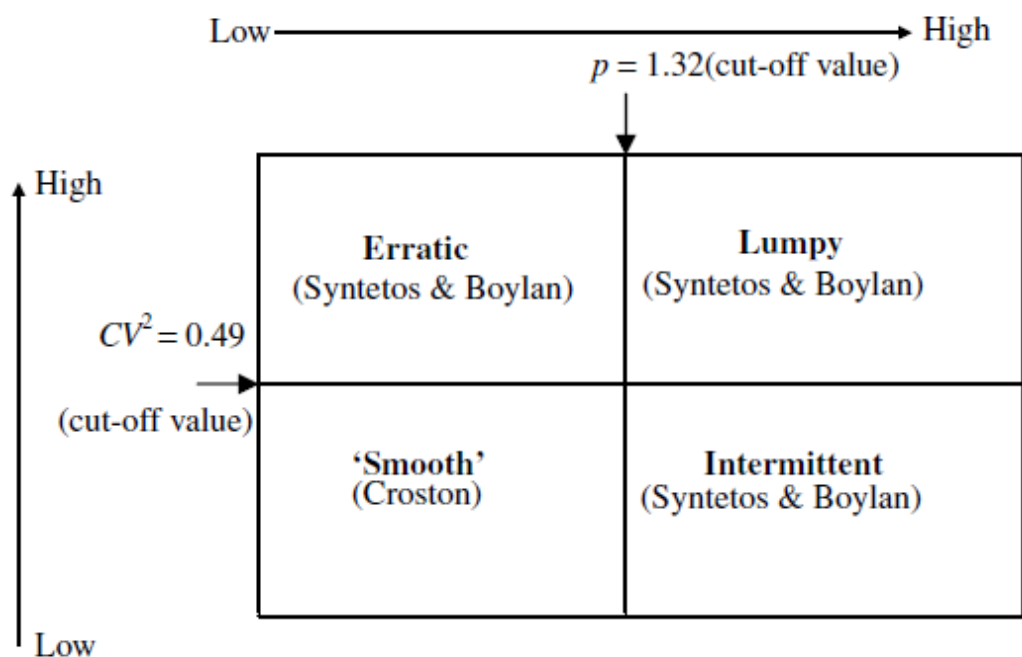 Low High
p = 1.32(cut-off value)
High
Erratic
(Syntetos & Boylan)
Lumpy
(Syntetos & Boylan)
CV² = 0.49
(cut-off value)
‘Smooth’
(Croston)
Intermittent
(Syntetos & Boylan)
Low